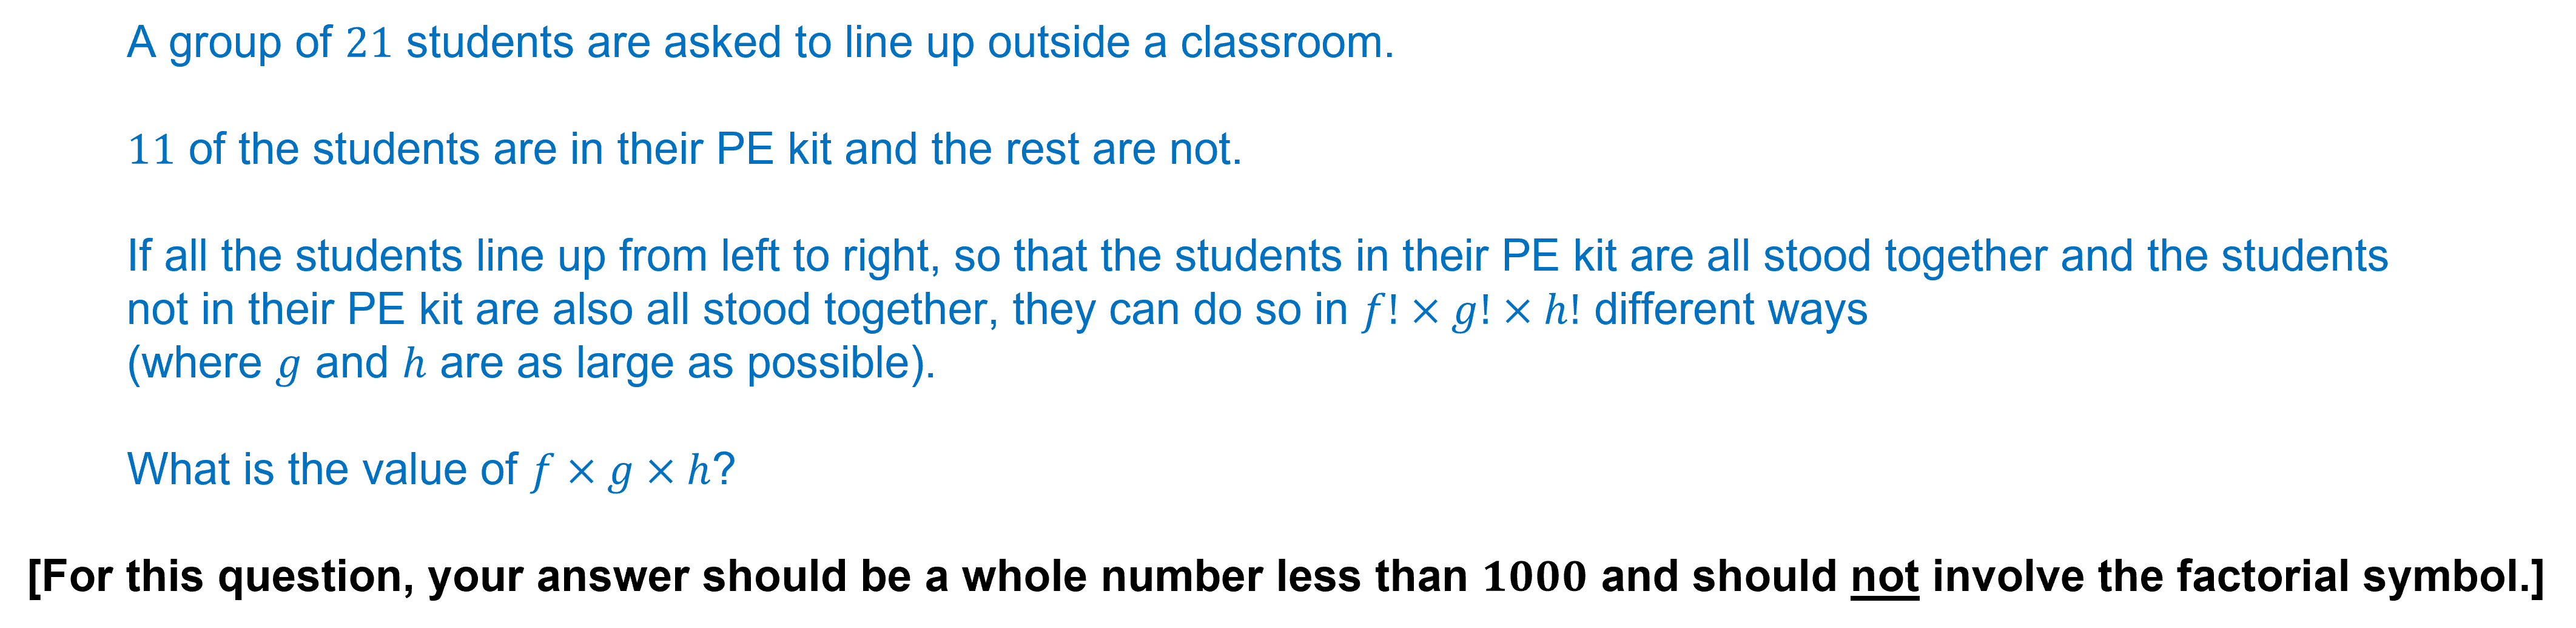 A group of 21 students are asked to line up outside a classroom.
11 of the students are in their PE kit and the rest are not.
If all the students line up from left to right, so that the students in their PE kit are all stood together and the students
not in their PE kit are also all stood together, they can do so in f! × g! × h! different ways
(where g and h are as large as possible).
What is the value of f × g × h?
[For this question, your answer should be a whole number less than 1000 and should not involve the factorial symbol.]